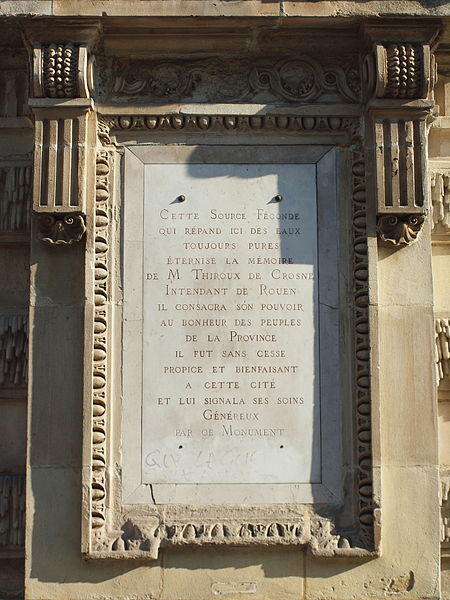 Cette Source Féconde
qui répand ici des eaux
toujours pures
éternise la mémoire
de M Thiroux de Crosne
Intendant de Rouen
il consacra son pouvoir
au bonheur des peuples
de la Province
il fut sans cesse
propice et bienfaisant
a cette cité
et lui signala ses soins
Généreux
par ce Monument